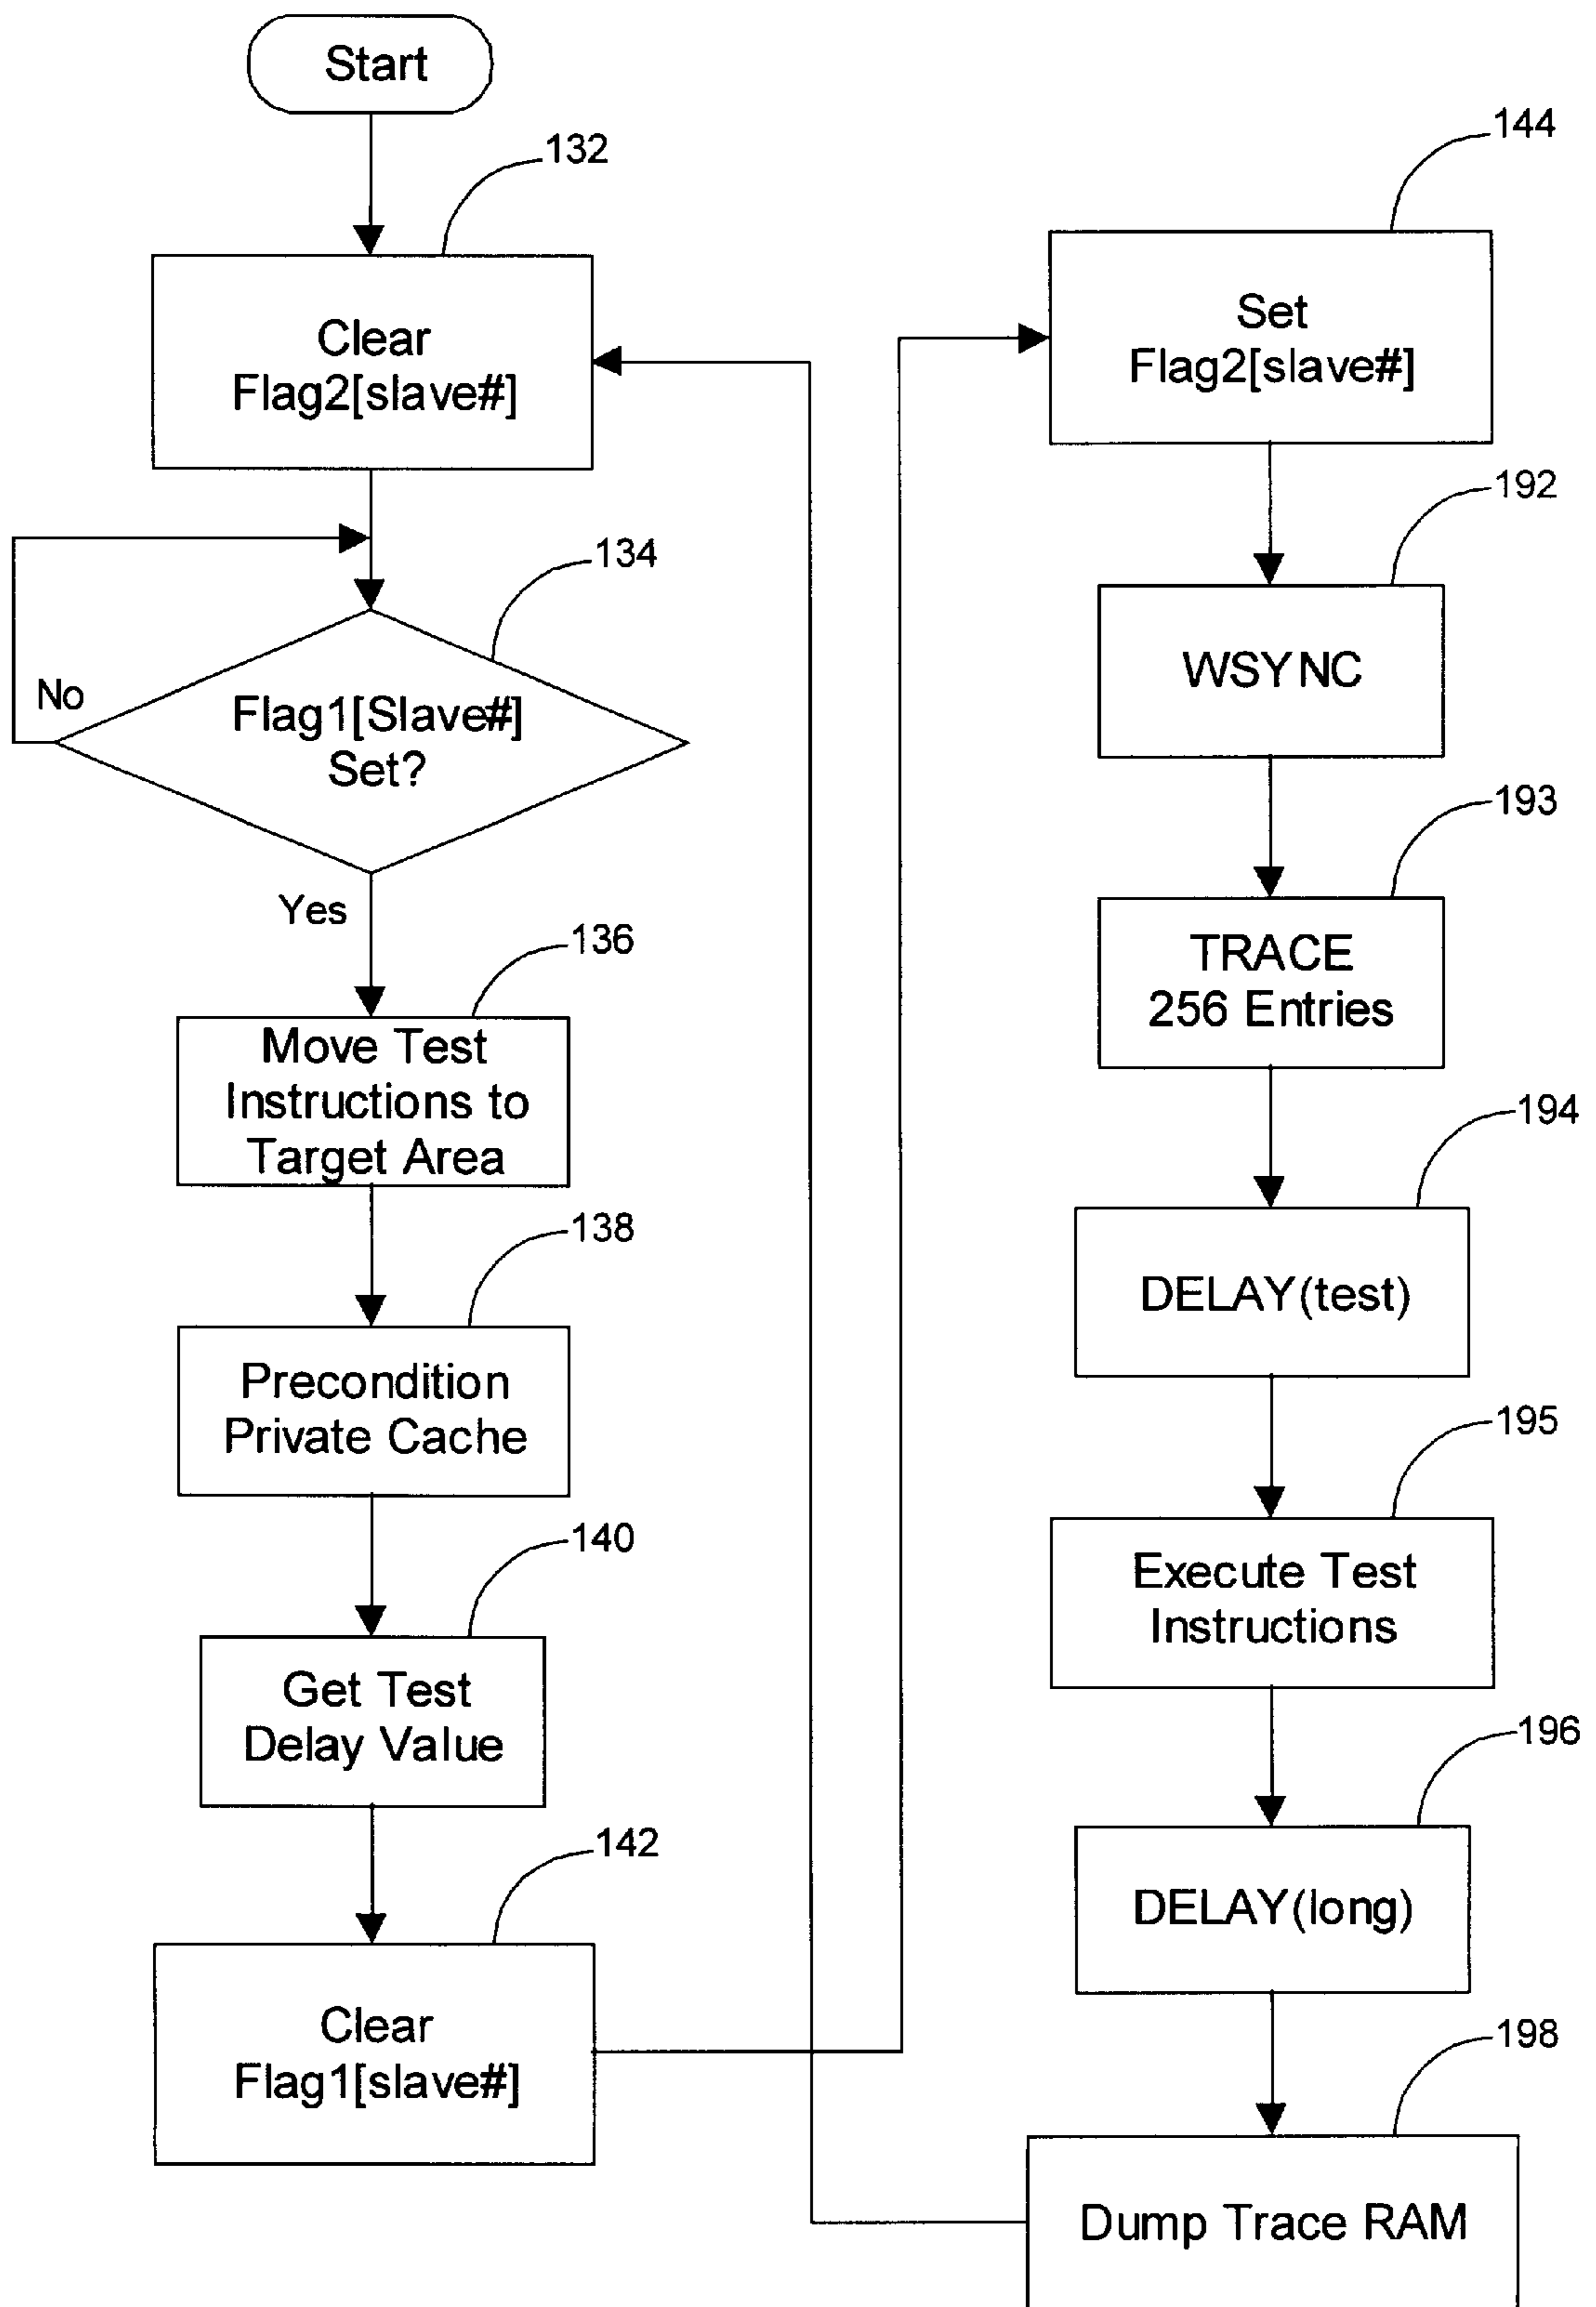 Start
132
Clear
Flag2[slave#]
134
No
Flag1[Slave#]
Set?
Yes
136
Move Test
Instructions to
Target Area
138
Precondition
Private Cache
140
Get Test
Delay Value
142
Clear
Flag1[slave#]
144
Set
Flag2[slave#]
192
WSYNC
193
TRACE
256 Entries
194
DELAY(test)
195
Execute Test
Instructions
196
DELAY(long)
198
Dump Trace RAM